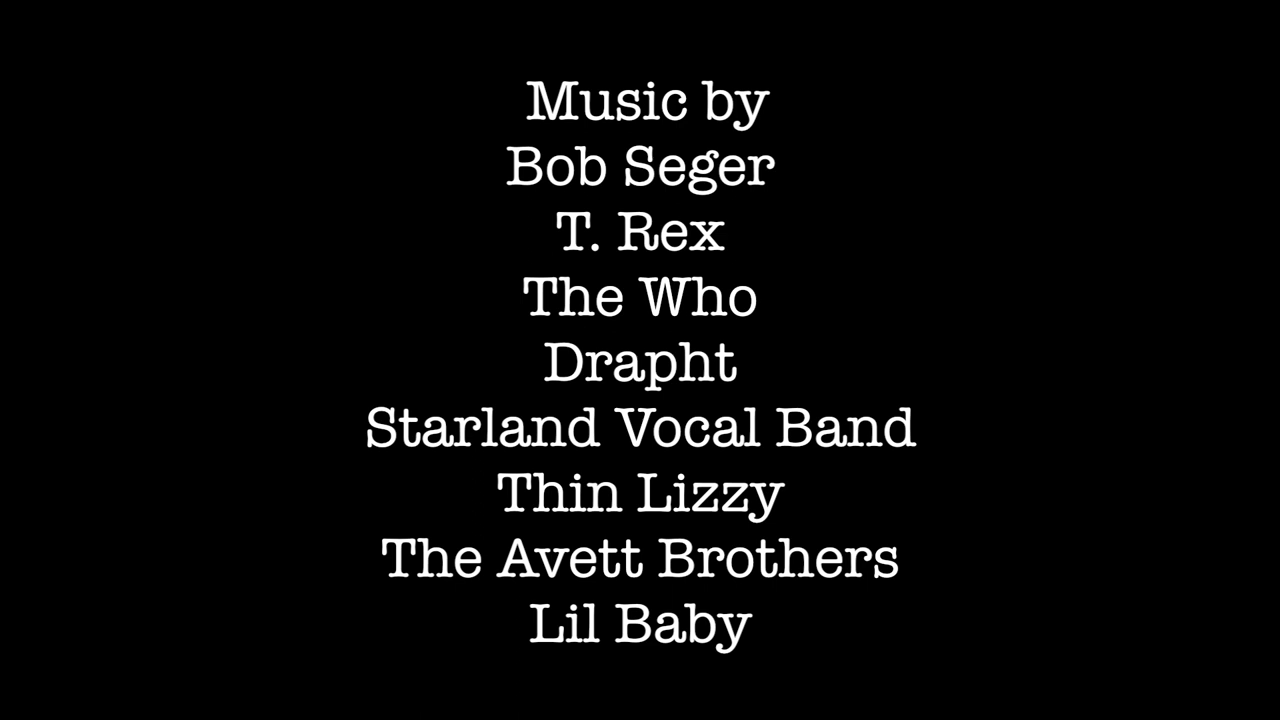 Music by
Bob Seger
T. Rex
The Who
Drapht
Starland Vocal Band
Thin Lizzy
The Avett Brothers
Lil Baby